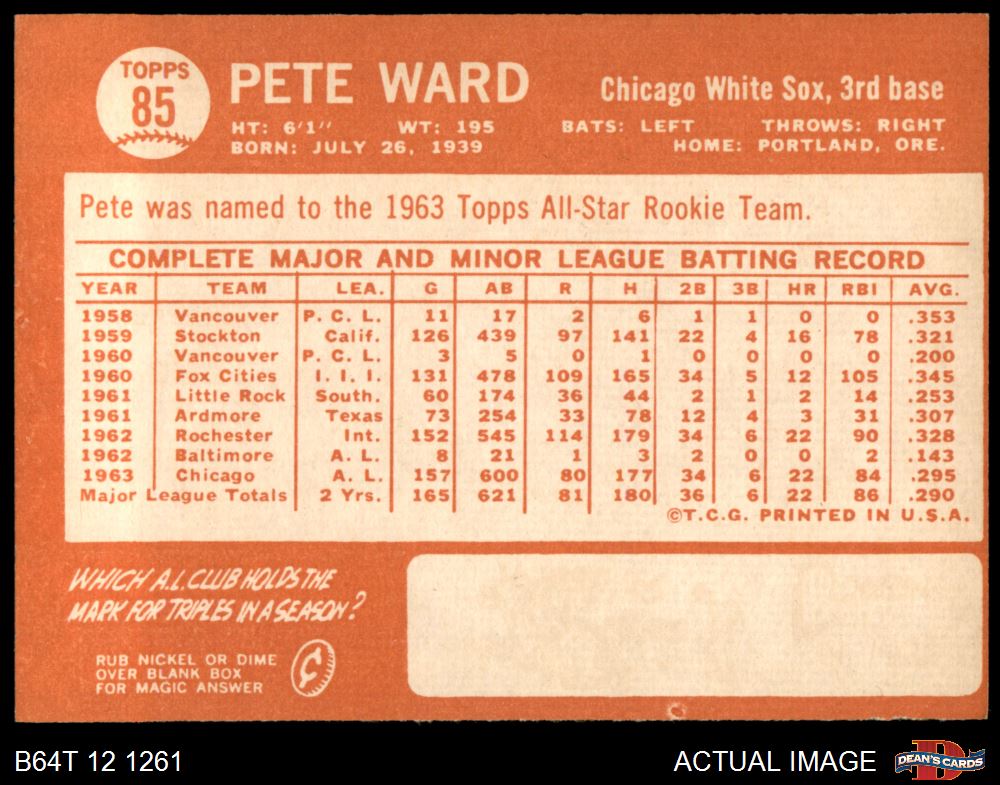 TOPPS
85
PETE WARD
Chicago White Sox, 3rd base
HT: 6'1" WT: 195 BATS: LEFT THROWS: RIGHT
BORN: JULY 26, 1939 HOME: PORTLAND, ORE.
Pete was named to the 1963 Topps All-Star Rookie Team.
COMPLETE MAJOR AND MINOR LEAGUE BATTING RECORD
YEAR TEAM LEA. G AB R H 2B 3B HR RBI AVG.
1958 Vancouver P. C. L. 11 17 2 6 1 1 0 0 .353
1959 Stockton Calif. 126 439 97 141 22 4 16 78 .321
1960 Vancouver P. C. L. 3 5 0 1 0 0 0 0 .200
1960 Fox Cities I. I. I. 131 478 109 165 34 5 12 105 .345
1961 Little Rock South. 60 174 36 44 2 1 2 14 .253
1961 Ardmore Texas 73 254 33 78 12 4 3 31 .307
1962 Rochester Int. 152 545 114 179 34 6 22 90 .328
1962 Baltimore A. L. 8 21 1 3 2 0 0 2 .143
1963 Chicago A. L. 157 600 80 177 34 6 22 84 .295
Major League Totals 2 Yrs. 165 621 81 180 36 6 22 86 .290
©T.C.G. PRINTED IN U.S.A.
WHICH A.L. CLUB HOLDS THE
MARK FOR TRIPLES IN A SEASON?
RUB NICKEL OR DIME
OVER BLANK BOX
FOR MAGIC ANSWER
¢
B64T 12 1261
ACTUAL IMAGE
D
DEAN'S CARDS